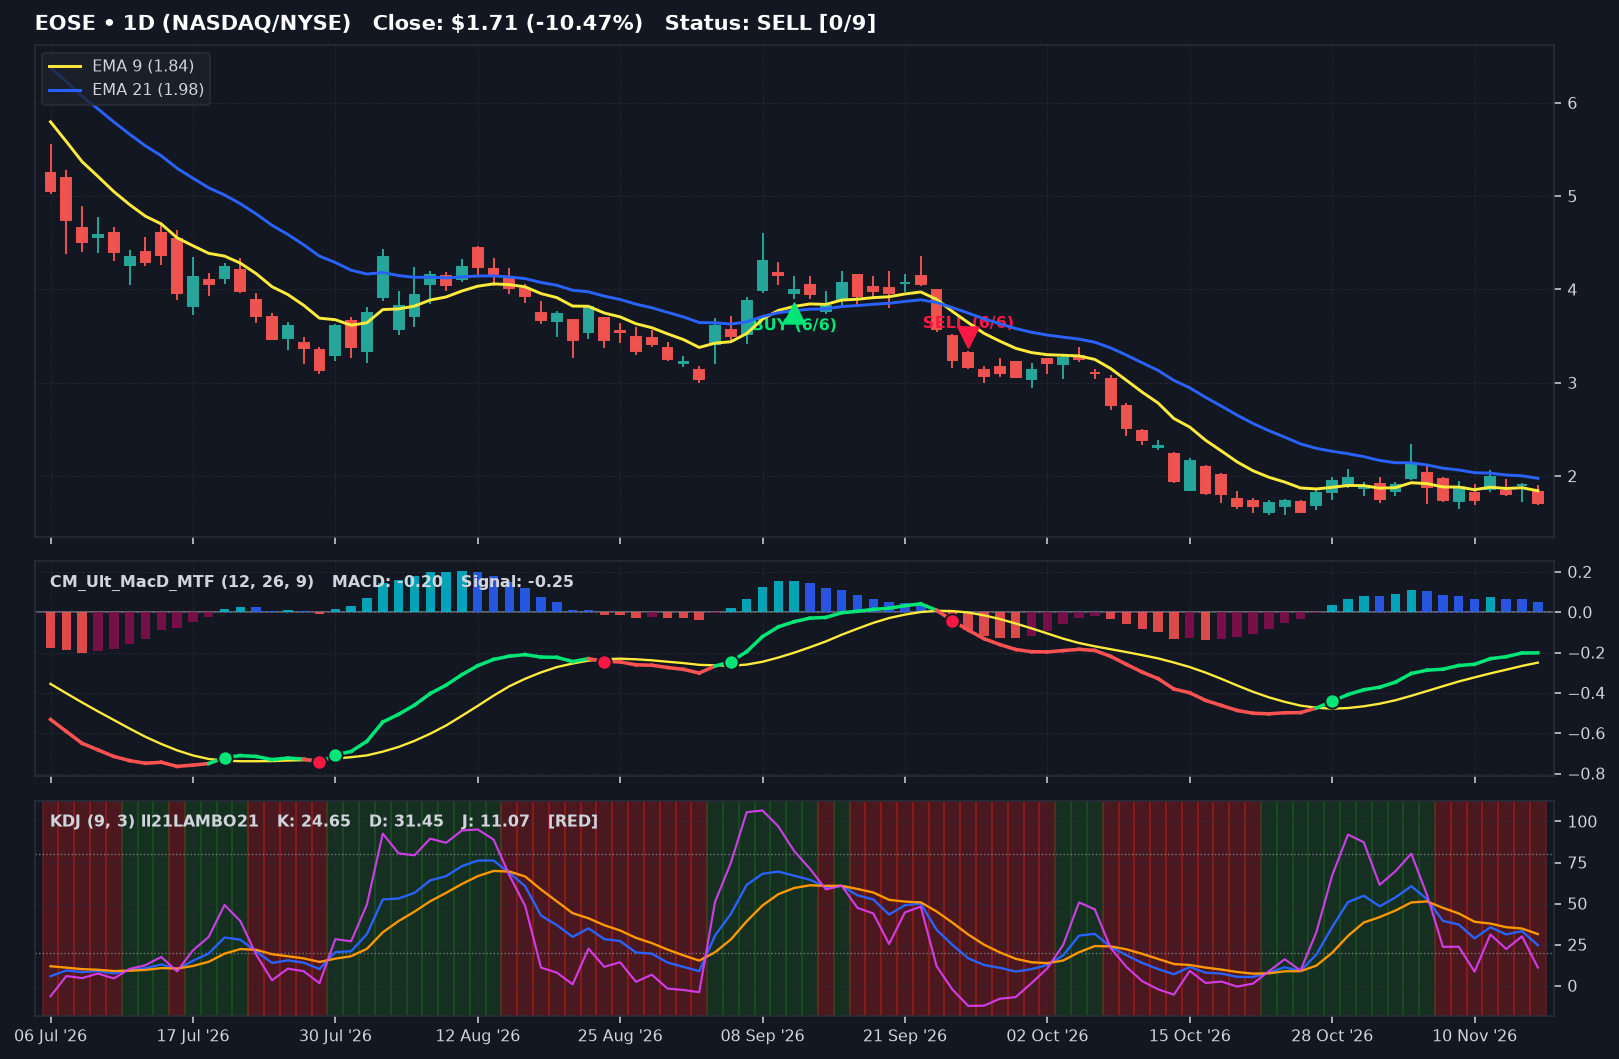 EOSE • 1D (NASDAQ/NYSE)   Close: $1.71 (-10.47%)   Status: SELL [0/9]
EMA 9 (1.84)
EMA 21 (1.98)
6
5
4
3
2
BUY (6/6)
SELL (6/6)
CM_Ult_MacD_MTF (12, 26, 9)   MACD: -0.20   Signal: -0.25
0.2
0.0
−0.2
−0.4
−0.6
−0.8
KDJ (9, 3) II21LAMBO21   K: 24.65   D: 31.45   J: 11.07   [RED]
100
75
50
25
0
06 Jul '26   17 Jul '26   30 Jul '26   12 Aug '26   25 Aug '26   08 Sep '26   21 Sep '26   02 Oct '26   15 Oct '26   28 Oct '26   10 Nov '26